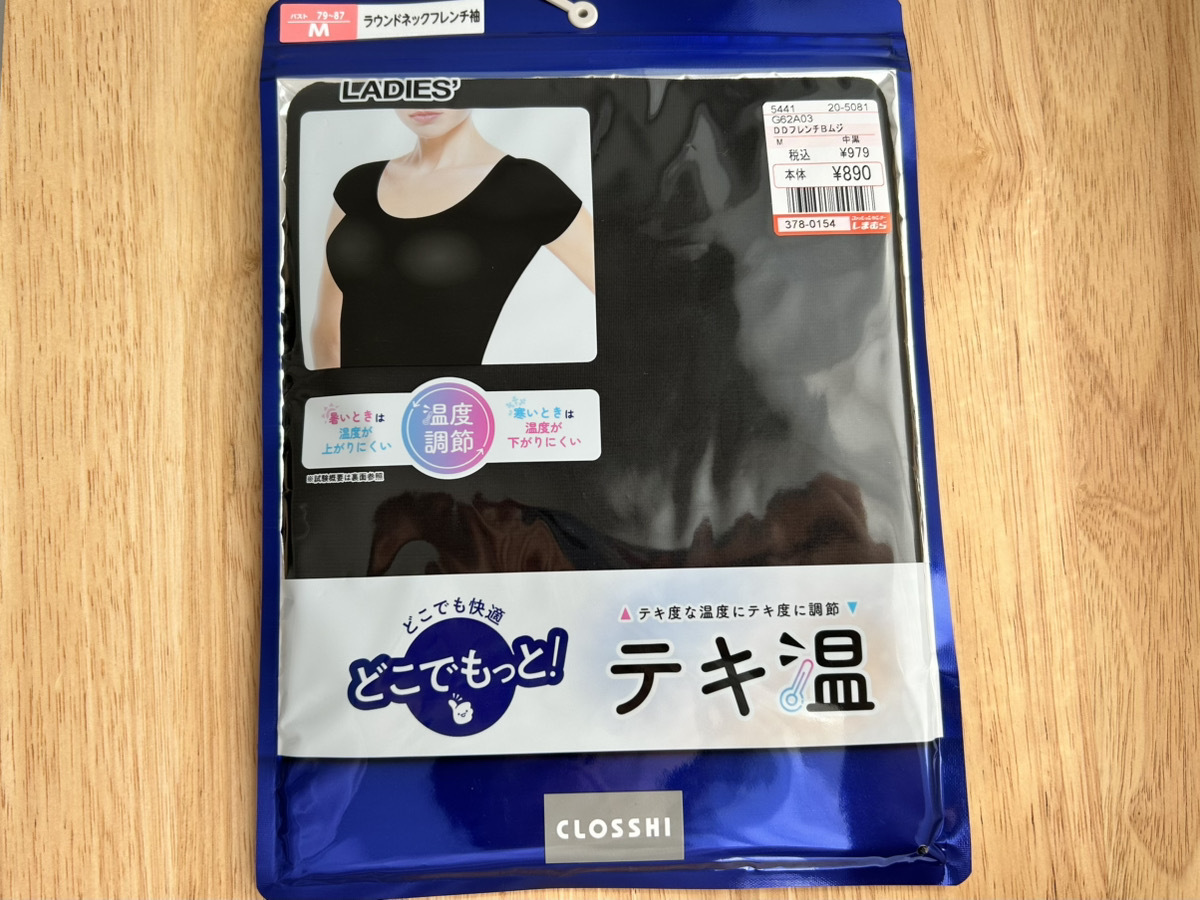 バスト 79~87
M
ラウンドネックフレンチ袖
LADIES'
5441 20-5081
G62A03
DDフレンチBムジ
M 中黒
税込 ¥979
本体 ¥890
378-0154
しまむら
暑いときは
温度が
上がりにくい
温度
調節
寒いときは
温度が
下がりにくい
※試験概要は裏面参照
どこでも快適
どこでもっと!
▲テキ度な温度にテキ度に調節▼
テキ温
CLOSSHI